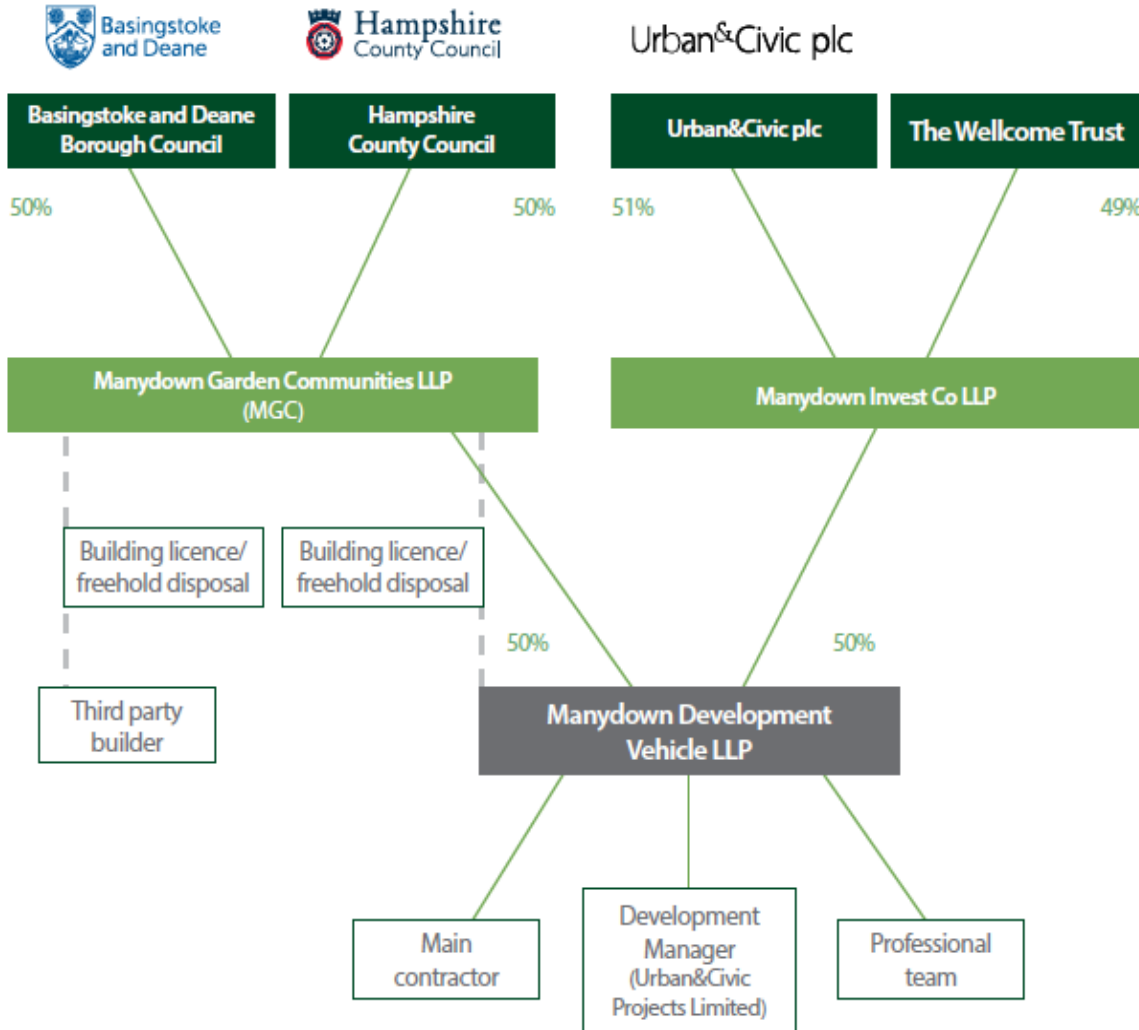 Basingstoke
and Deane
Hampshire
County Council
Urban&Civic plc
Basingstoke and Deane
Borough Council
Hampshire
County Council
Urban&Civic plc
The Wellcome Trust
50%
50%
51%
49%
Manydown Garden Communities LLP
(MGC)
Manydown Invest Co LLP
Building licence/
freehold disposal
Building licence/
freehold disposal
50%
50%
Third party
builder
Manydown Development
Vehicle LLP
Main
contractor
Development
Manager
(Urban&Civic
Projects Limited)
Professional
team